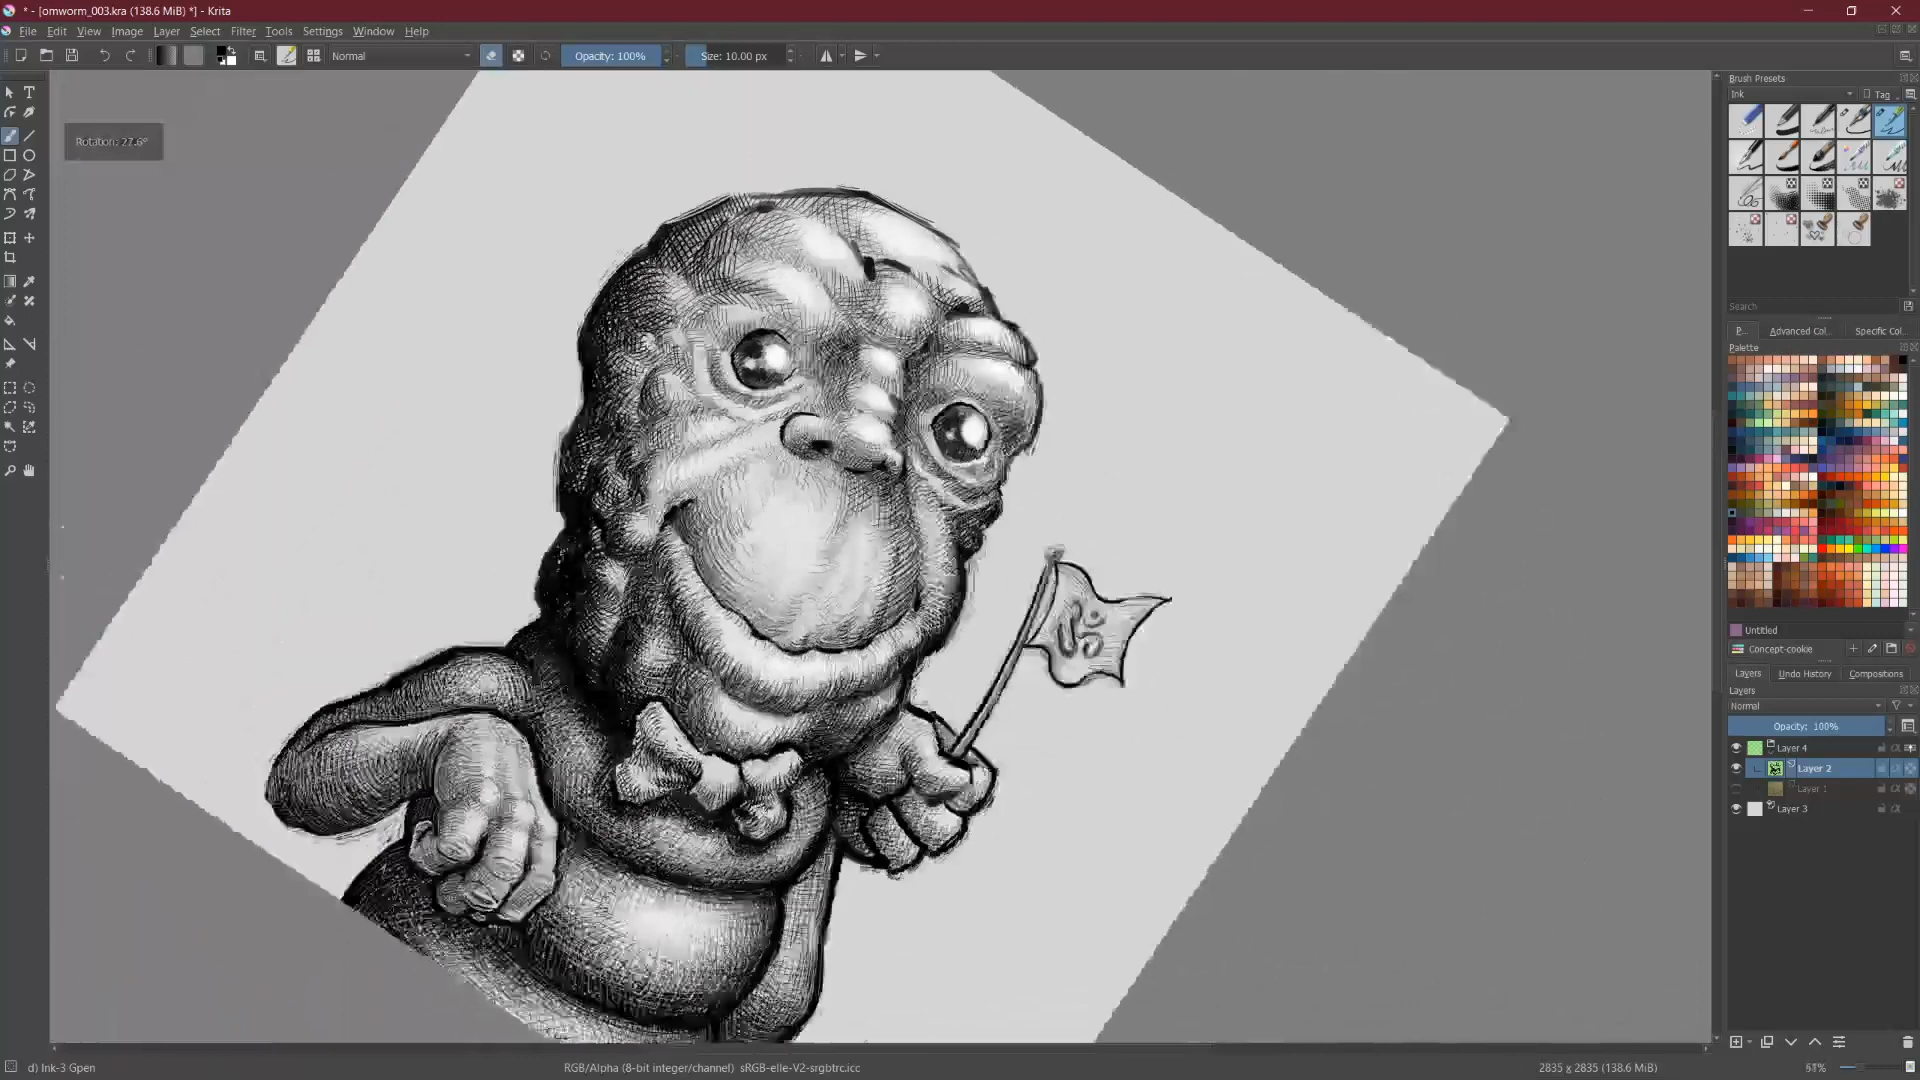 * - [omworm_003.kra (138.6 MiB) *] - Krita
File Edit View Image Layer Select Filter Tools Settings Window Help
Normal Opacity: 100% Size: 10.00 px
Rotation: 27.6°
Brush Presets
Ink Tag
Search
P... Advanced Col... Specific Col...
Palette
Untitled
Concept-cookie
Layers Undo History Compositions
Layers
Normal
Opacity: 100%
Layer 4
Layer 2
Layer 1
Layer 3
d) Ink-3 Gpen RGB/Alpha (8-bit integer/channel) sRGB-elle-V2-srgbtrc.icc 2835 x 2835 (138.6 MiB)